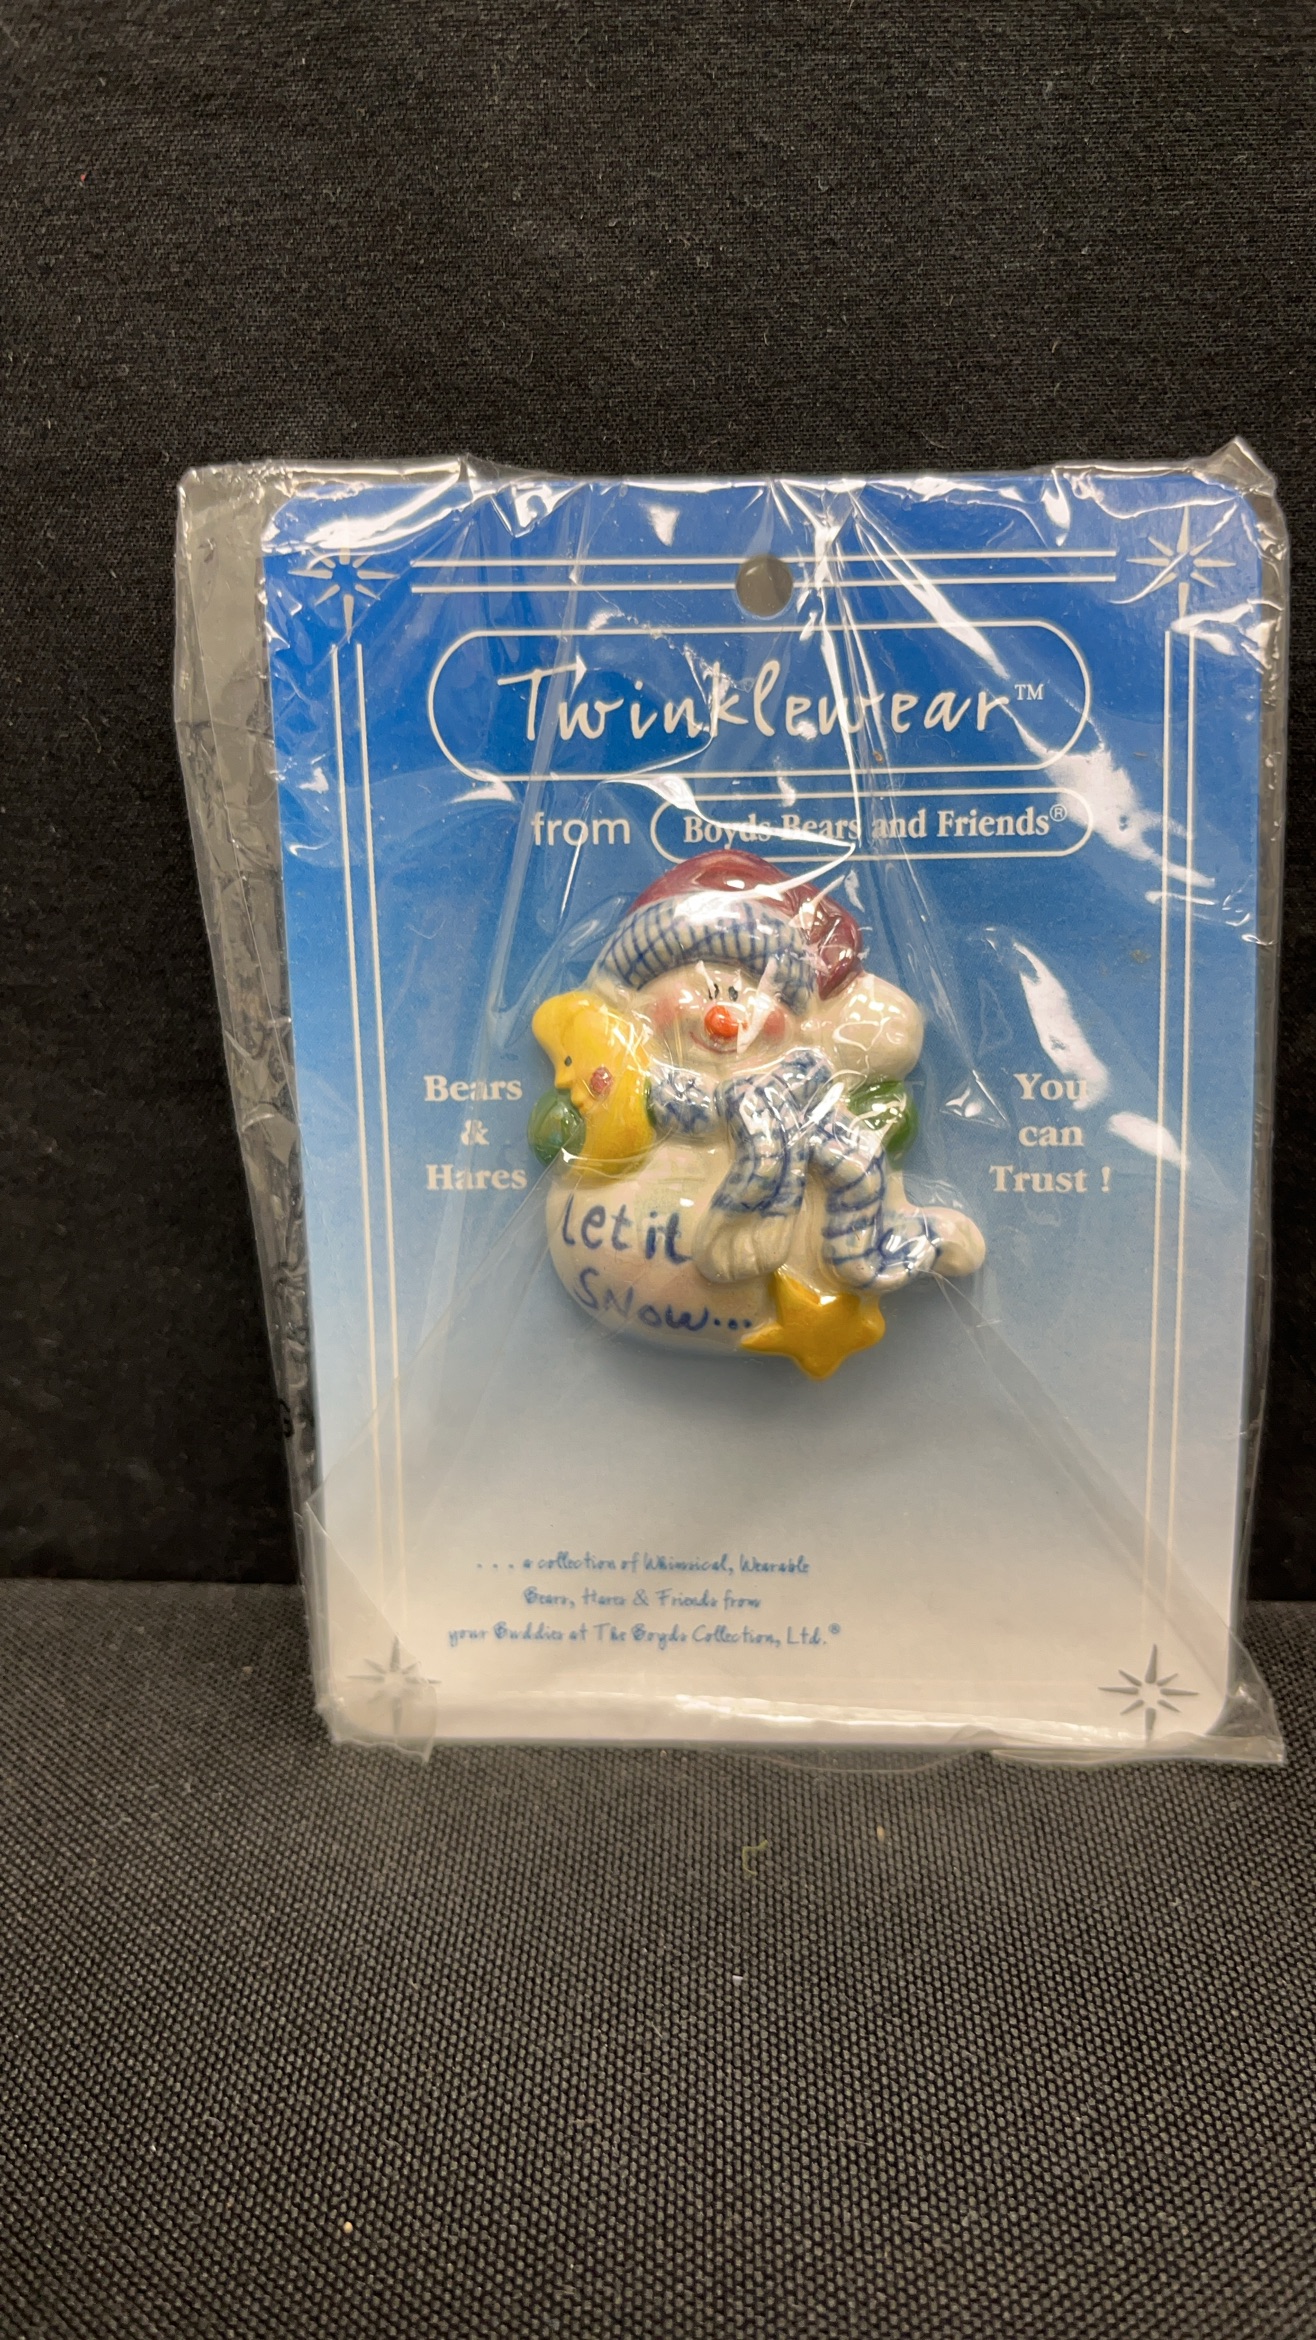 Twinklewear™
from Boyds Bears and Friends®
Bears
&
Hares
You
can
Trust !
Let it
Snow...
. . . a collection of Whimsical, Wearable
Bears, Hares & Friends from
your Buddies at The Boyds Collection, Ltd.®